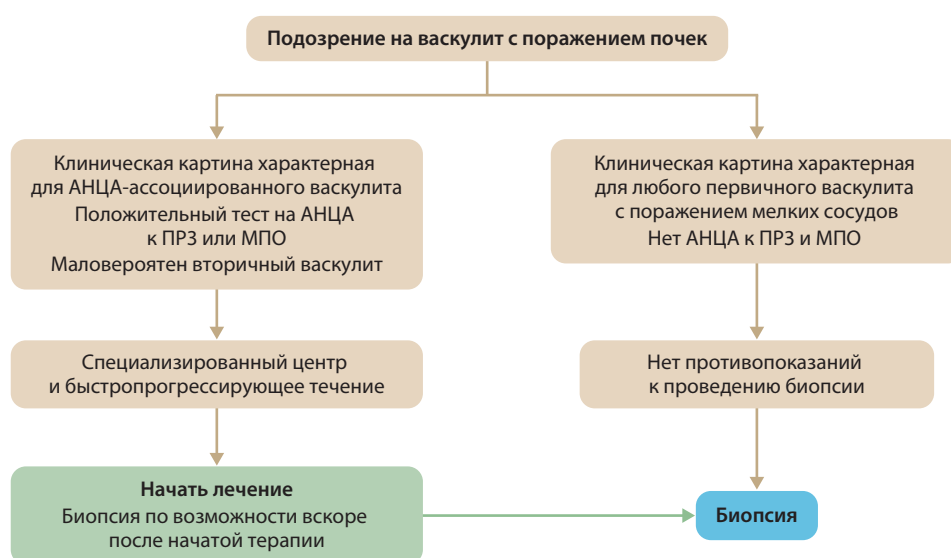 Подозрение на васкулит с поражением почек
Клиническая картина характерная
для АНЦА-ассоциированного васкулита
Положительный тест на АНЦА
к ПР3 или МПО
Маловероятен вторичный васкулит
Клиническая картина характерная
для любого первичного васкулита
с поражением мелких сосудов
Нет АНЦА к ПР3 и МПО
Специализированный центр
и быстропрогрессирующее течение
Нет противопоказаний
к проведению биопсии
Начать лечение
Биопсия по возможности вскоре
после начатой терапии
Биопсия